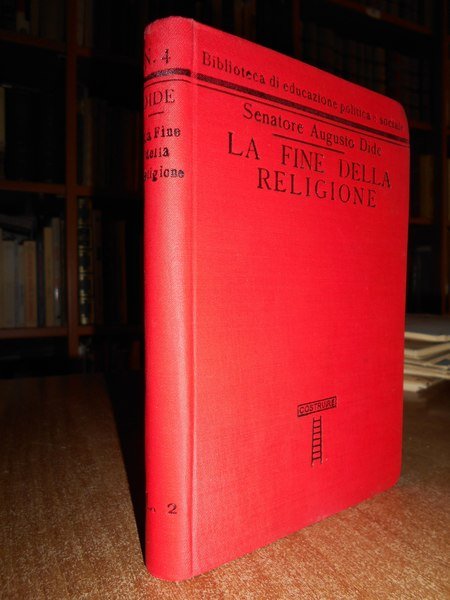 N. 4
DIDE
La Fine
della
Religione
L. 2
Biblioteca di educazione politica e sociale
Senatore Augusto Dide
LA FINE DELLA
RELIGIONE
COSTRUIRE